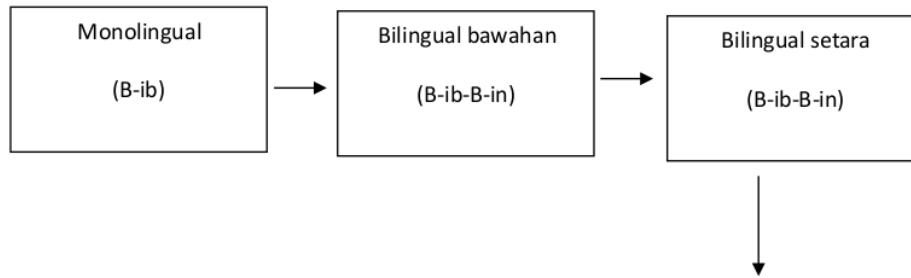 Monolingual
(B-ib)
Bilingual bawahan
(B-ib-B-in)
Bilingual setara
(B-ib-B-in)